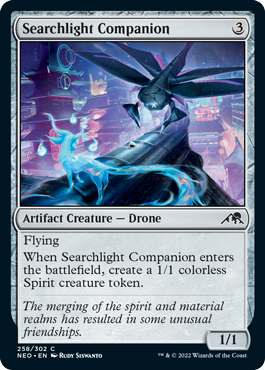 Searchlight Companion 3
Artifact Creature — Drone
Flying
When Searchlight Companion enters
the battlefield, create a 1/1 colorless
Spirit creature token.
The merging of the spirit and material
realms has resulted in some unusual
friendships.
1/1
258/302 C
NEO • EN Rudy Siswanto
™ & © 2022 Wizards of the Coast